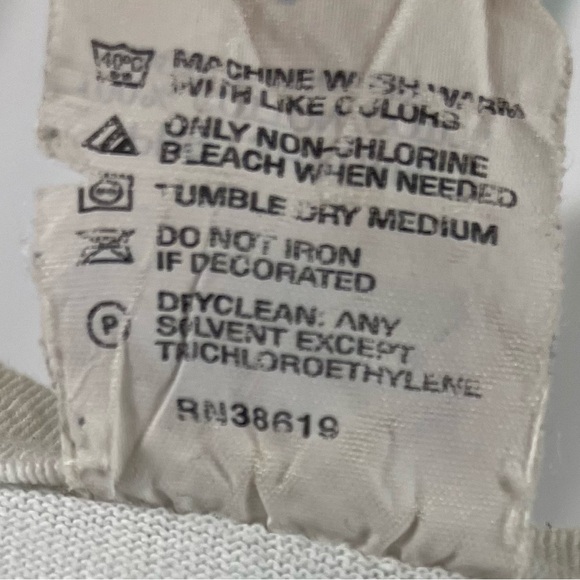 40°C
MACHINE WASH WARM
WITH LIKE COLORS
ONLY NON-CHLORINE
BLEACH WHEN NEEDED
TUMBLE DRY MEDIUM
DO NOT IRON
IF DECORATED
DRYCLEAN: ANY
SOLVENT EXCEPT
TRICHLOROETHYLENE
P
RN38619